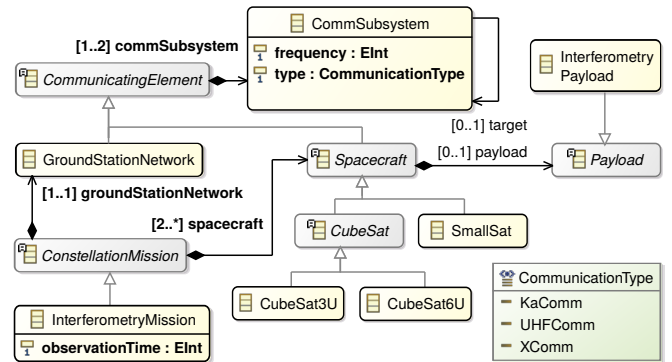 CommSubsystem
[1..2] commSubsystem
frequency : EInt
type : CommunicationType
CommunicatingElement
Interferometry
Payload
[0..1] target
GroundStationNetwork
Spacecraft
[0..1] payload
Payload
[1..1] groundStationNetwork
[2..*] spacecraft
CubeSat
SmallSat
ConstellationMission
CubeSat3U
CubeSat6U
CommunicationType
KaComm
UHFComm
XComm
InterferometryMission
observationTime : EInt